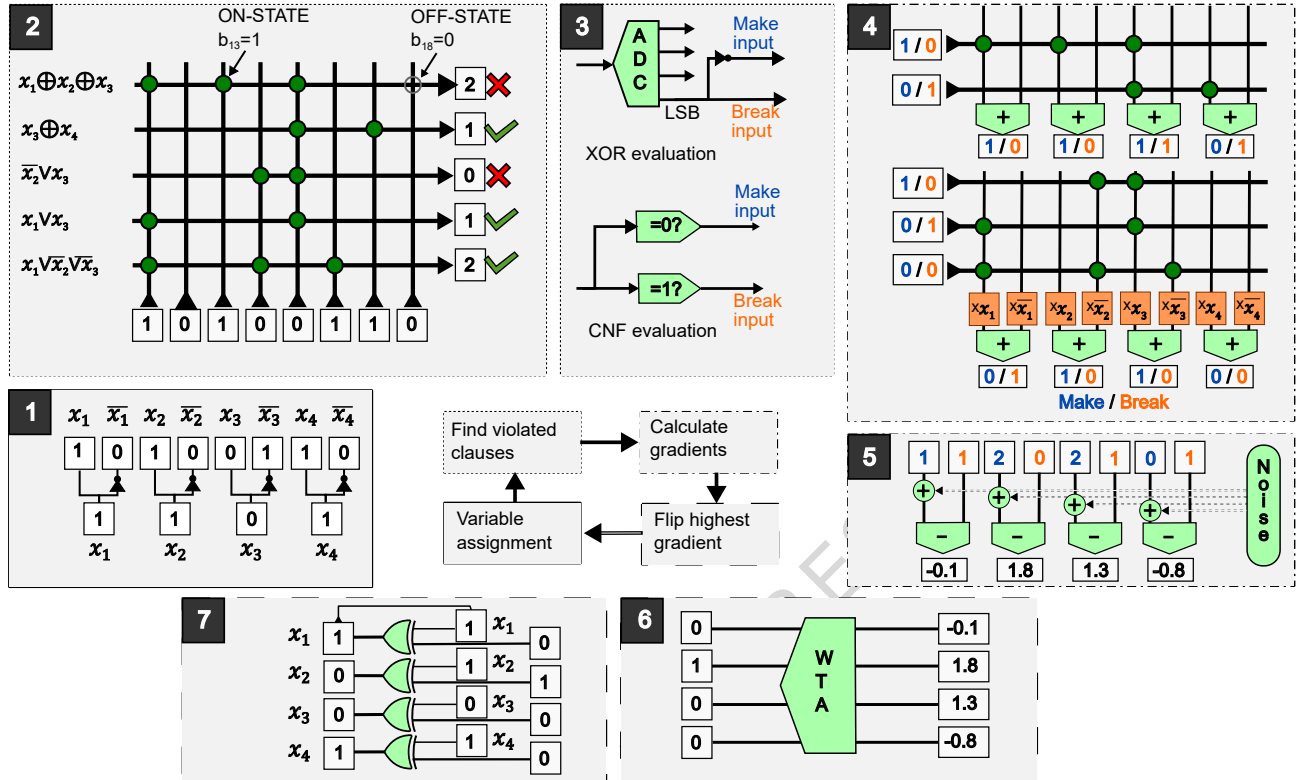 2
ON-STATE
b13=1
OFF-STATE
b18=0
x1⊕x2⊕x3
2
x3⊕x4
1
x̅2∨x3
0
x1∨x3
1
x1∨x̅2∨x̅3
2
1 0 1 0 0 1 1 0
3
A
D
C
Make
input
LSB
Break
input
XOR evaluation
=0?
Make
input
=1?
Break
input
CNF evaluation
4
1 / 0
0 / 1
+ + + +
1 / 0 1 / 0 1 / 1 0 / 1
1 / 0
0 / 1
0 / 0
xx1 xx̅1 xx2 xx̅2 xx3 xx̅3 xx4 xx̅4
+ + + +
0 / 1 1 / 0 1 / 0 0 / 0
Make / Break
1
x1 x̅1 x2 x̅2 x3 x̅3 x4 x̅4
1 0 1 0 0 1 1 0
1 1 0 1
x1 x2 x3 x4
Find violated
clauses
Calculate
gradients
Variable
assignment
Flip highest
gradient
5
1 1 2 0 2 1 0 1
+ + + +
- - - -
-0.1 1.8 1.3 -0.8
Noise
7
x1 1 1 x1 0
x2 0 1 x2 1
x3 0 0 x3 0
x4 1 1 x4 0
6
0 -0.1
1 1.8
0 1.3
0 -0.8
W
T
A